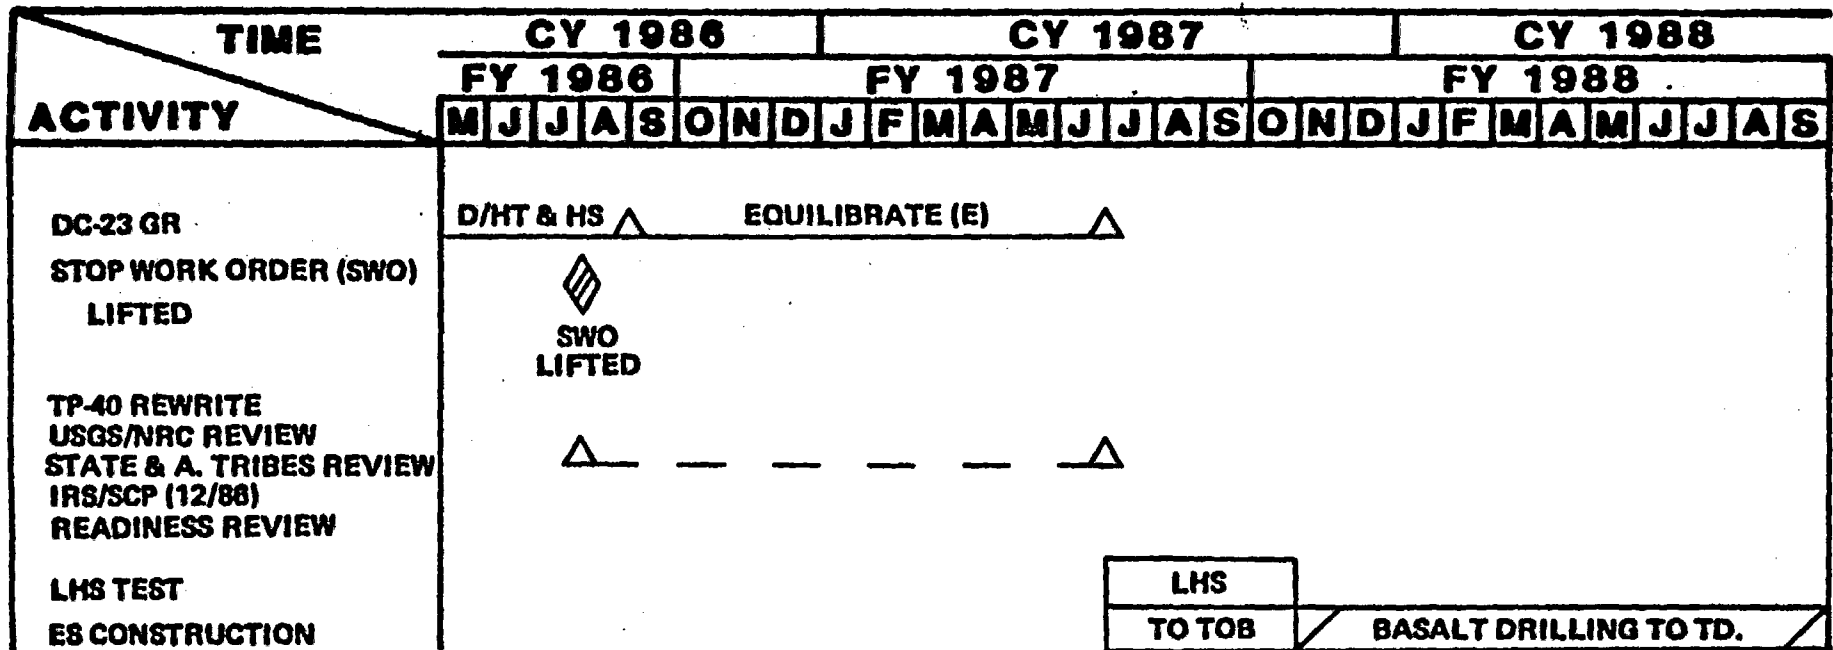 TIME CY 1986 CY 1987 CY 1988
FY 1986 FY 1987 FY 1988
ACTIVITY M J J A S O N D J F M A M J J A S O N D J F M A M J J A S
DC-23 GR D/HT & HS EQUILIBRATE (E)
STOP WORK ORDER (SWO)
LIFTED
SWO
LIFTED
TP-40 REWRITE
USGS/NRC REVIEW
STATE & A. TRIBES REVIEW
IRS/SCP (12/86)
READINESS REVIEW
LHS TEST LHS
ES CONSTRUCTION TO TOB BASALT DRILLING TO TD.